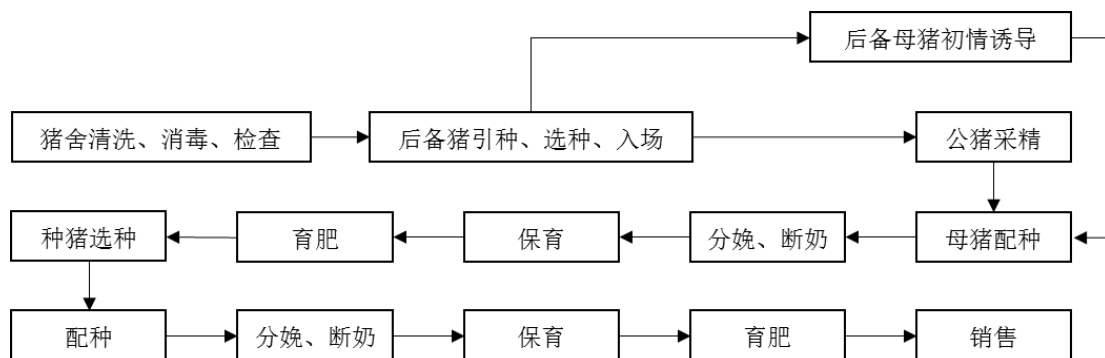 后备母猪初情诱导
猪舍清洗、消毒、检查
后备猪引种、选种、入场
公猪采精
种猪选种
育肥
保育
分娩、断奶
母猪配种
配种
分娩、断奶
保育
育肥
销售